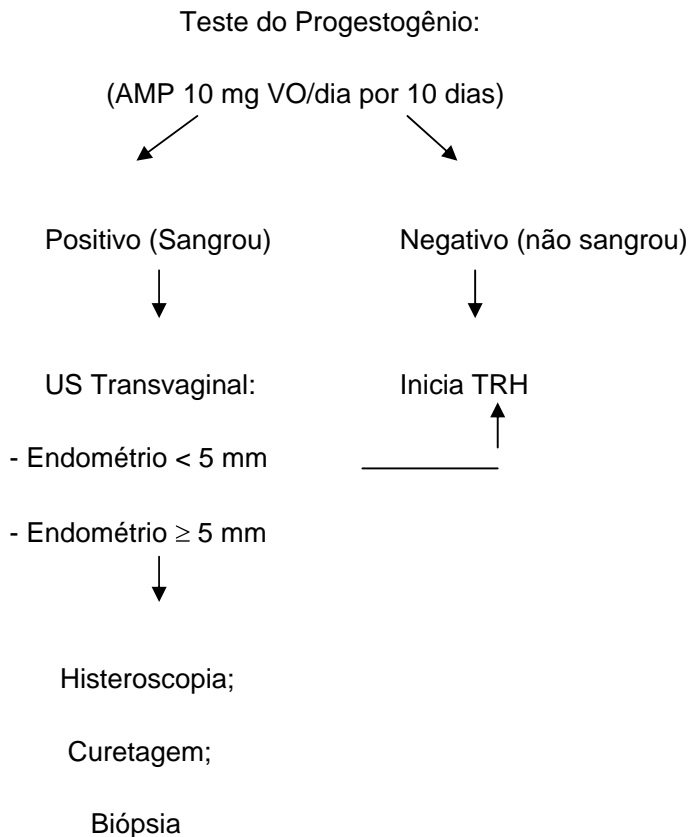 Teste do Progestogênio:
(AMP 10 mg VO/dia por 10 dias)
Positivo (Sangrou)
Negativo (não sangrou)
US Transvaginal:
Inicia TRH
- Endométrio < 5 mm
- Endométrio ≥ 5 mm
Histeroscopia;
Curetagem;
Biópsia